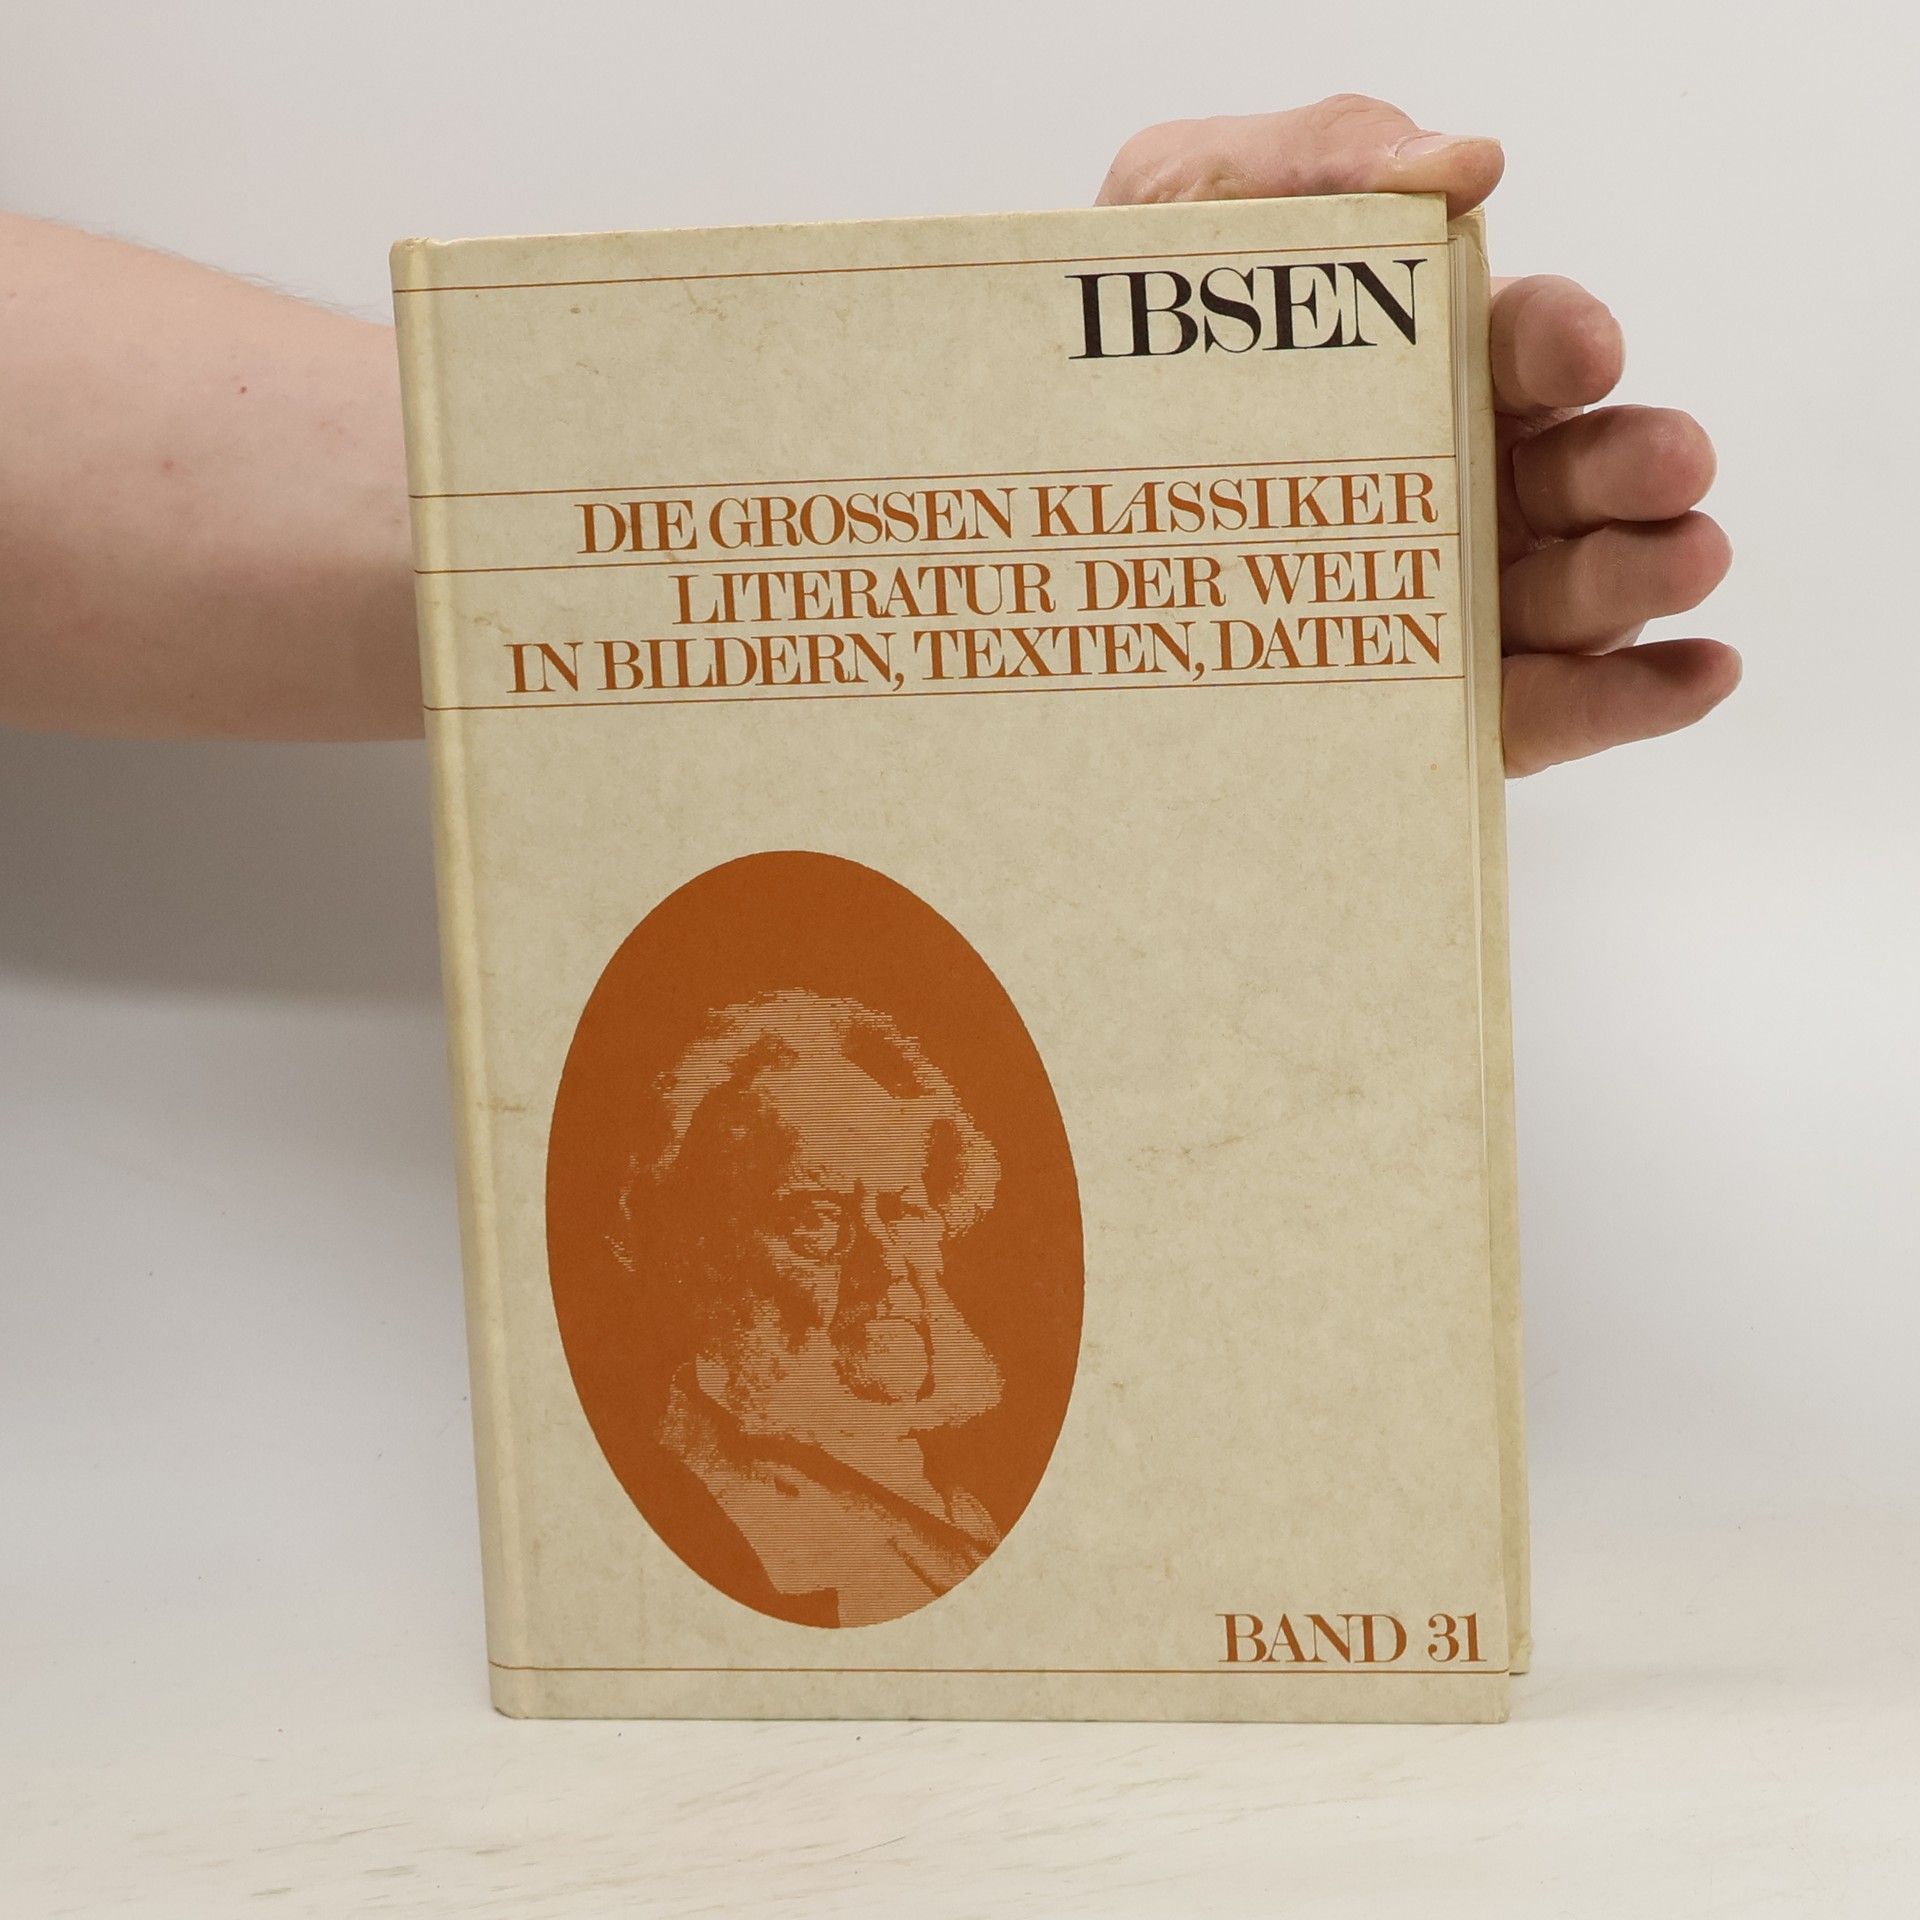 IBSEN
DIE GROSSEN KLASSIKER
LITERATUR DER WELT
IN BILDERN, TEXTEN, DATEN
BAND 31